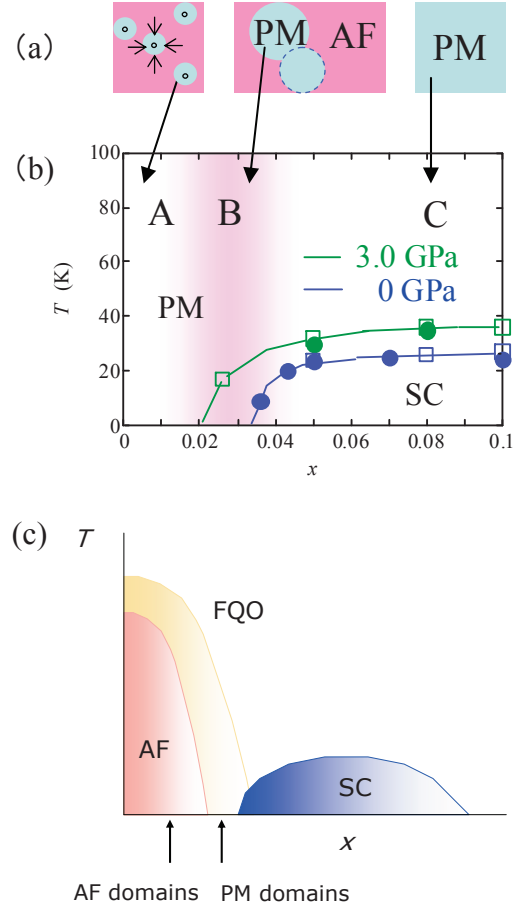 (a)
PM
AF
PM
(b)
100
80
60
40
20
0
T (K)
A
B
C
PM
3.0 GPa
0 GPa
SC
0
0.02
0.04
0.06
0.08
0.1
x
(c)
T
FQO
AF
SC
x
AF domains
PM domains